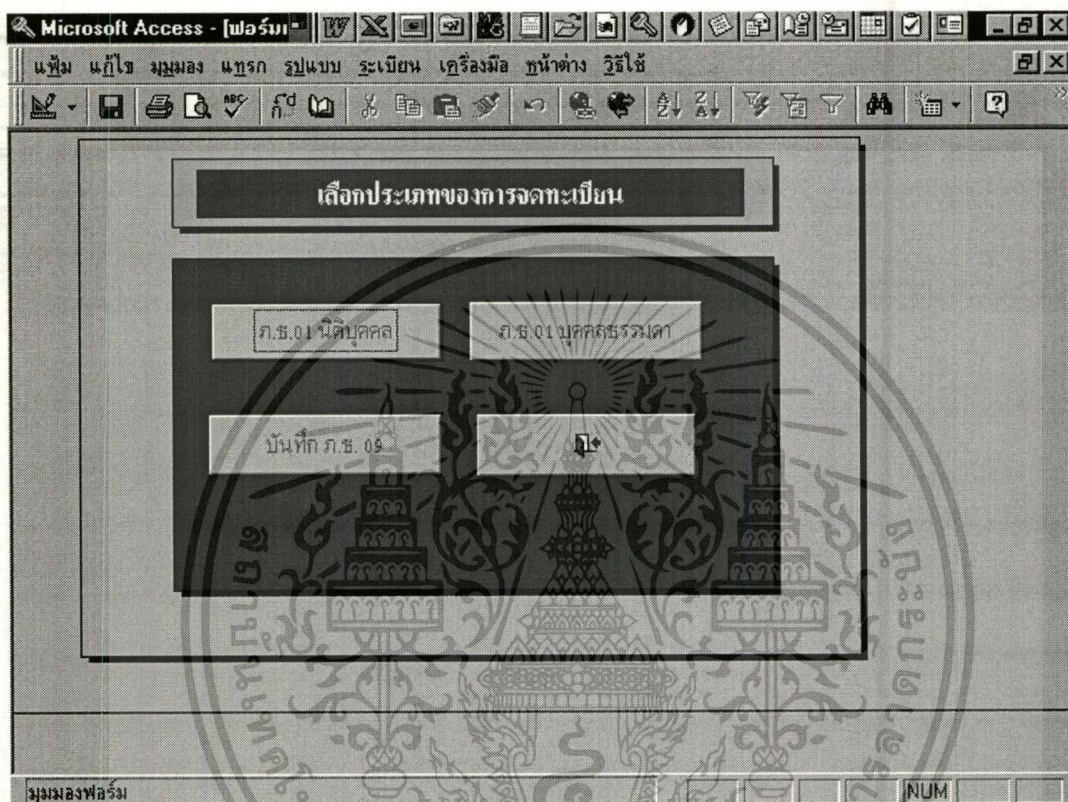 Microsoft Access - [ฟอร์ม
แฟ้ม แก้ไข มุมมอง แทรก รูปแบบ ระเบียน เครื่องมือ หน้าต่าง วิธีใช้
เลือกประเภทของการจดทะเบียน
ภ.ธ.01 นิติบุคคล
ภ.ธ.01 บุคคลธรรมดา
บันทึก ภ.ธ. 09
มุมมองฟอร์ม
NUM